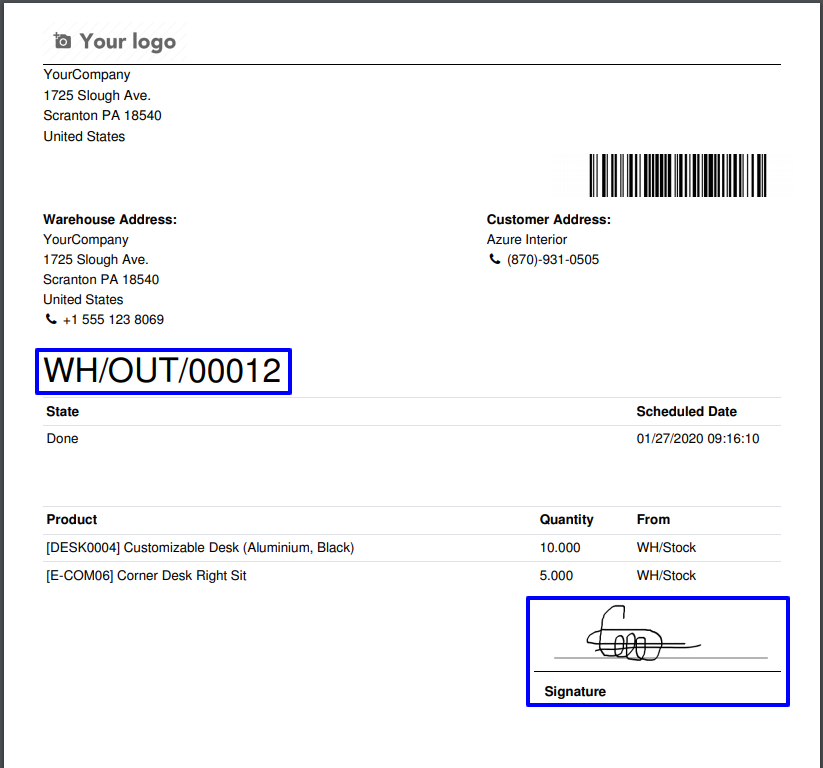 Your logo
YourCompany
1725 Slough Ave.
Scranton PA 18540
United States
Warehouse Address:
YourCompany
1725 Slough Ave.
Scranton PA 18540
United States
+1 555 123 8069
Customer Address:
Azure Interior
(870)-931-0505
WH/OUT/00012
State Scheduled Date
Done 01/27/2020 09:16:10
Product Quantity From
[DESK0004] Customizable Desk (Aluminium, Black) 10.000 WH/Stock
[E-COM06] Corner Desk Right Sit 5.000 WH/Stock
Signature